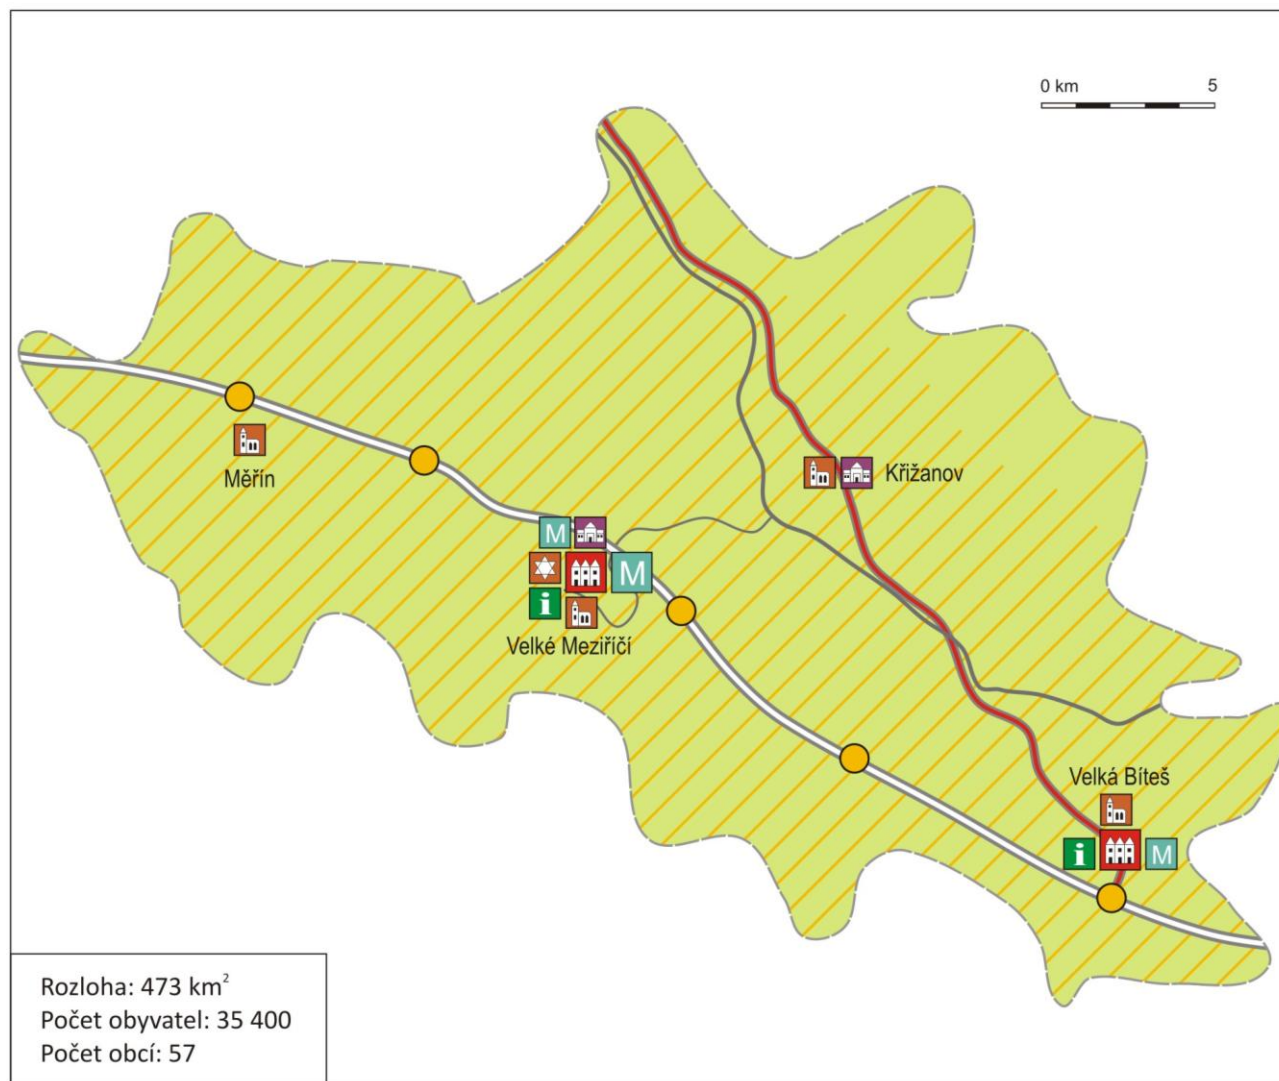 0 km 5
Měřín
Křižanov
M
M
i
Velké Meziříčí
Velká Bíteš
i M
Rozloha: 473 km²
Počet obyvatel: 35 400
Počet obcí: 57